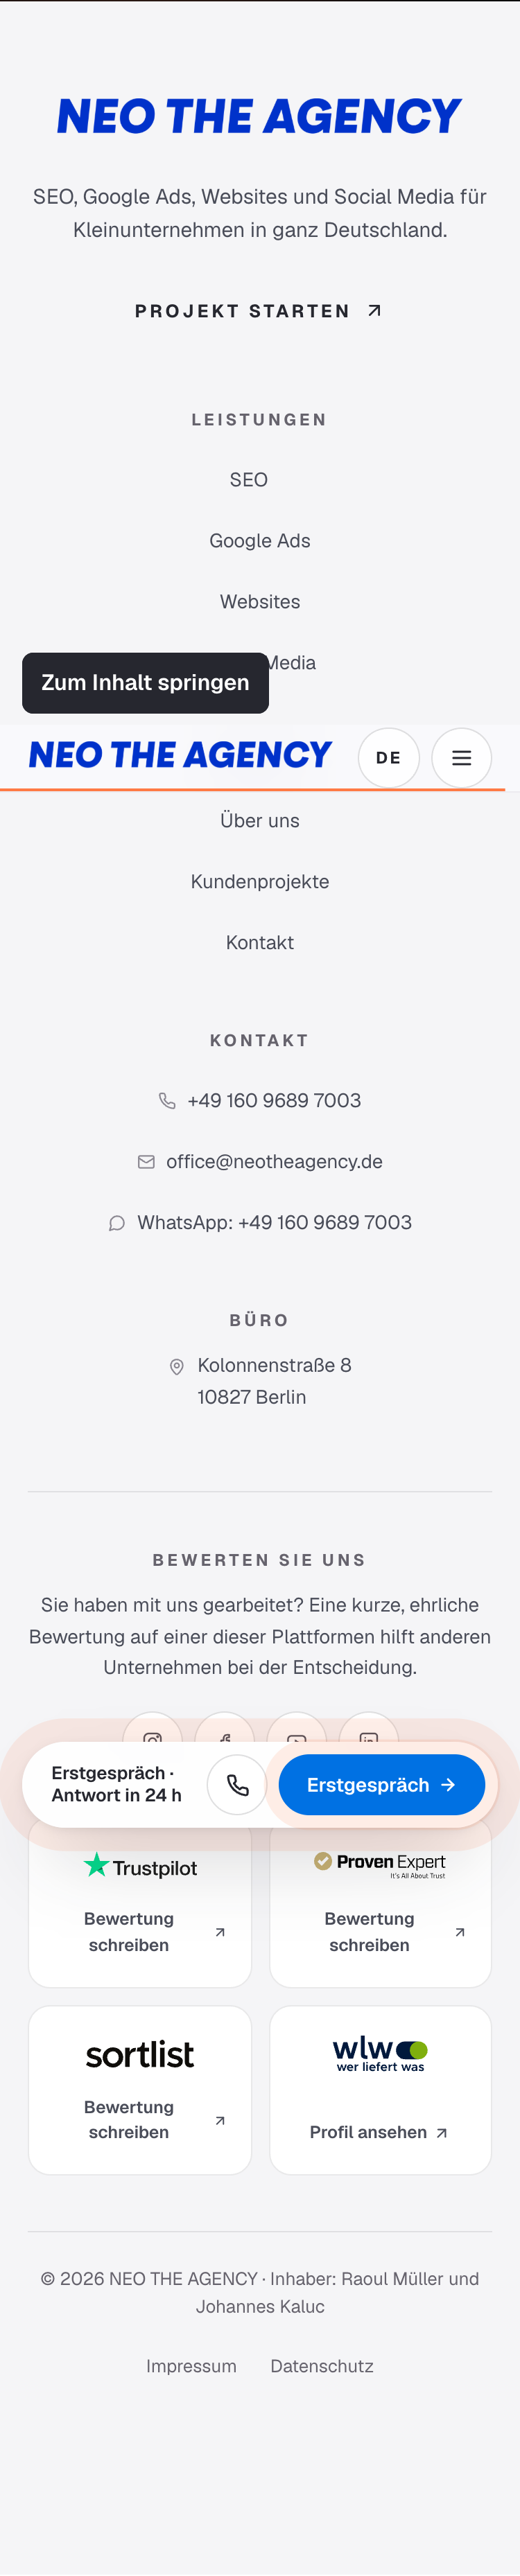 NEO THE AGENCY
SEO, Google Ads, Websites und Social Media für
Kleinunternehmen in ganz Deutschland.
PROJEKT STARTEN
LEISTUNGEN
SEO
Google Ads
Websites
Media
Zum Inhalt springen
NEO THE AGENCY
DE
Über uns
Kundenprojekte
Kontakt
KONTAKT
+49 160 9689 7003
office@neotheagency.de
WhatsApp: +49 160 9689 7003
BÜRO
Kolonnenstraße 8
10827 Berlin
BEWERTEN SIE UNS
Sie haben mit uns gearbeitet? Eine kurze, ehrliche
Bewertung auf einer dieser Plattformen hilft anderen
Unternehmen bei der Entscheidung.
Erstgespräch ·
Antwort in 24 h
Erstgespräch
Trustpilot
Bewertung
schreiben
Proven Expert
It's All About Trust
Bewertung
schreiben
sortlist
Bewertung
schreiben
wlw
wer liefert was
Profil ansehen
© 2026 NEO THE AGENCY · Inhaber: Raoul Müller und
Johannes Kaluc
Impressum Datenschutz